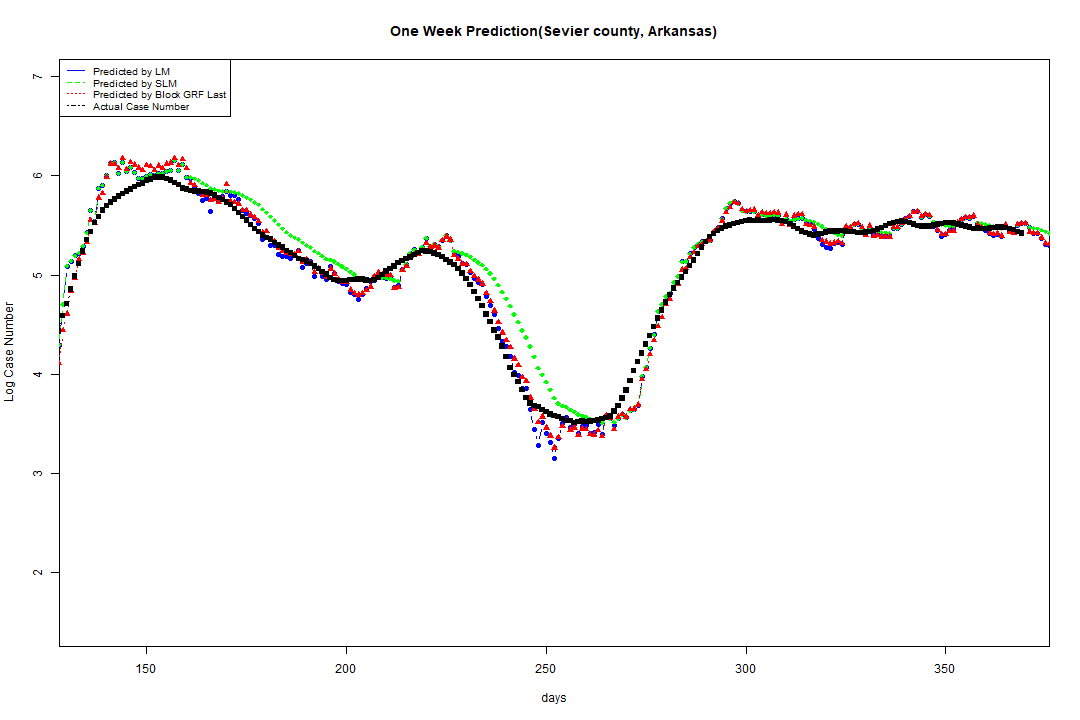 One Week Prediction(Sevier county, Arkansas)
Predicted by LM
Predicted by SLM
Predicted by Block GRF Last
Actual Case Number
7
6
5
4
3
2
Log Case Number
150
200
250
300
350
days